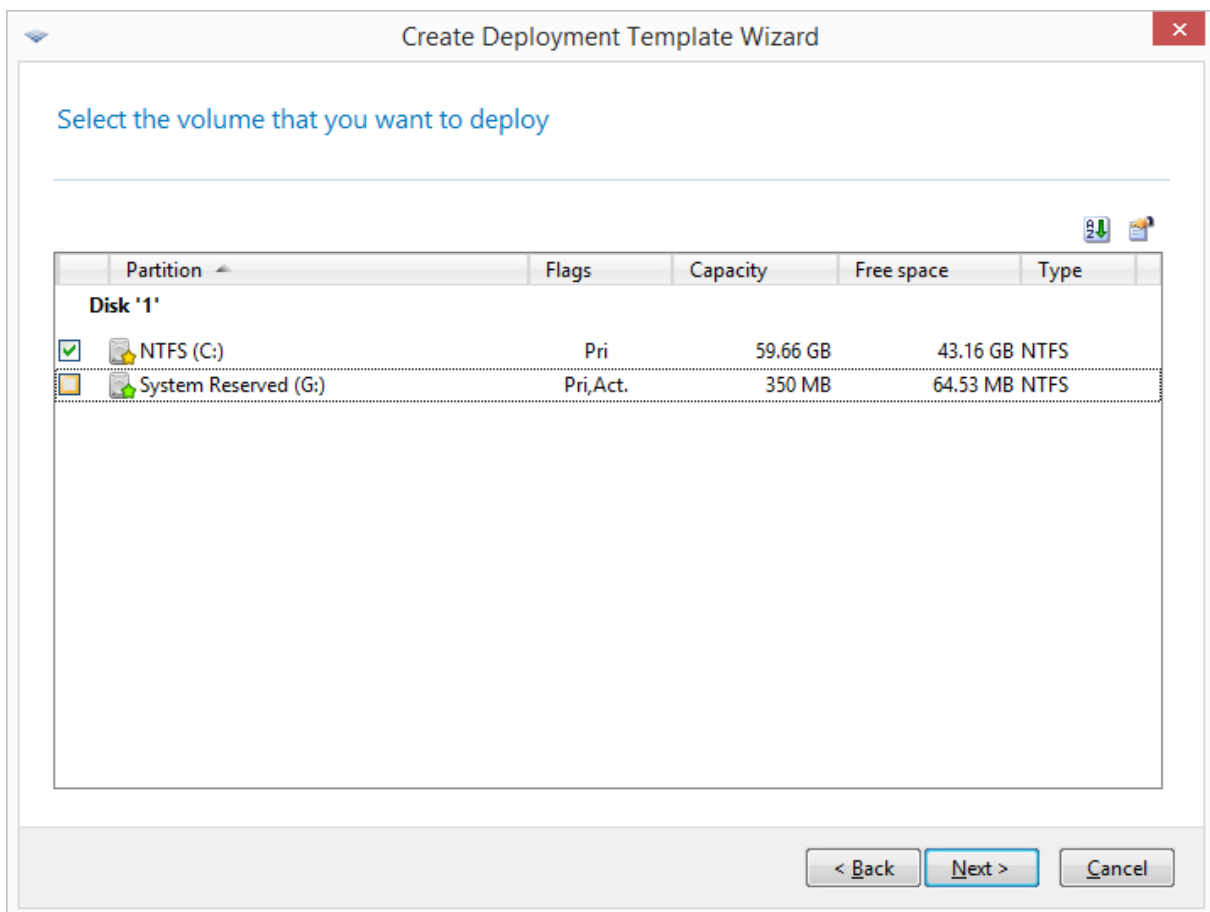 Create Deployment Template Wizard
Select the volume that you want to deploy
Partition Flags Capacity Free space Type
Disk '1'
NTFS (C:) Pri 59.66 GB 43.16 GB NTFS
System Reserved (G:) Pri,Act. 350 MB 64.53 MB NTFS
< Back Next > Cancel